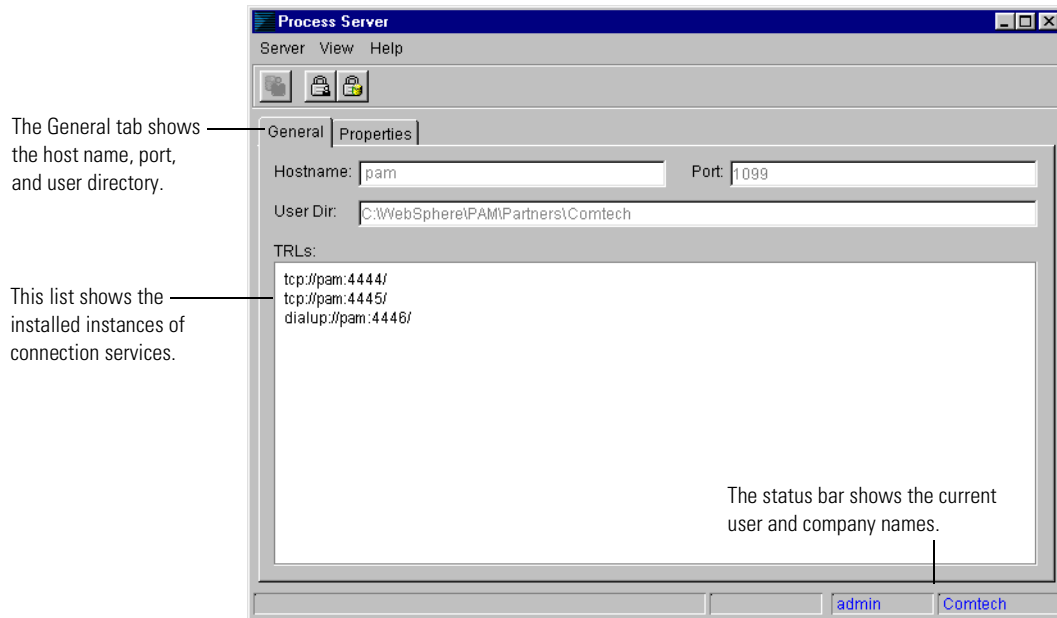 Process Server
Server View Help
The General tab shows
the host name, port,
and user directory.
General Properties
Hostname: pam Port: 1099
User Dir: C:\WebSphere\PAM\Partners\Comtech
TRLs:
tcp://pam:4444/
tcp://pam:4445/
dialup://pam:4446/
This list shows the
installed instances of
connection services.
The status bar shows the current
user and company names.
admin Comtech